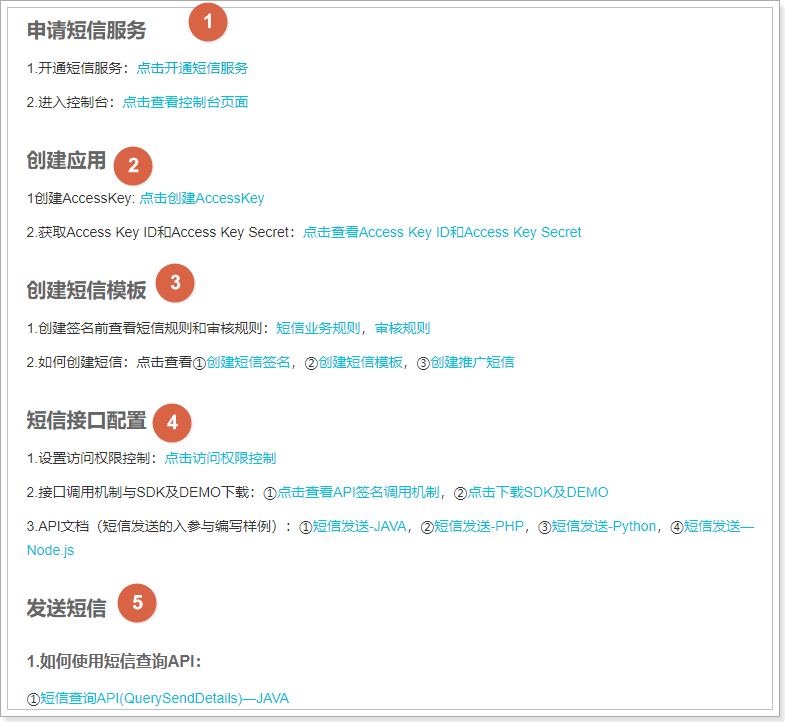 申请短信服务 1
1.开通短信服务：点击开通短信服务
2.进入控制台：点击查看控制台页面
创建应用 2
1创建AccessKey: 点击创建AccessKey
2.获取Access Key ID和Access Key Secret：点击查看Access Key ID和Access Key Secret
创建短信模板 3
1.创建签名前查看短信规则和审核规则：短信业务规则，审核规则
2.如何创建短信：点击查看①创建短信签名，②创建短信模板，③创建推广短信
短信接口配置 4
1.设置访问权限控制：点击访问权限控制
2.接口调用机制与SDK及DEMO下载：①点击查看API签名调用机制，②点击下载SDK及DEMO
3.API文档（短信发送的入参与编写样例）：①短信发送-JAVA，②短信发送-PHP，③短信发送-Python，④短信发送—
Node.js
发送短信 5
1.如何使用短信查询API：
①短信查询API(QuerySendDetails)—JAVA